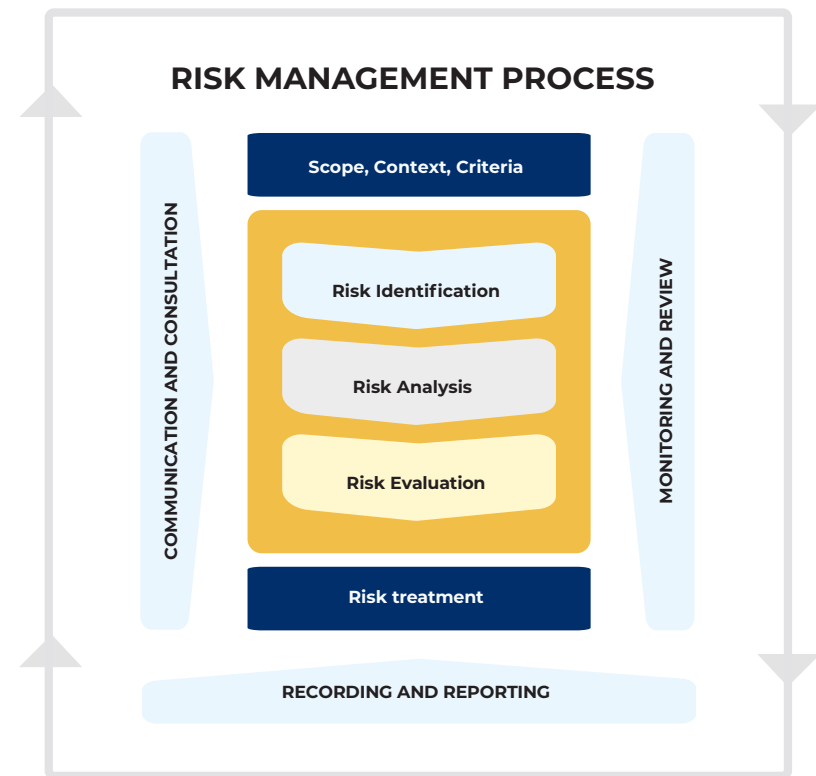 RISK MANAGEMENT PROCESS
Scope, Context, Criteria
COMMUNICATION AND CONSULTATION
Risk Identification
Risk Analysis
Risk Evaluation
MONITORING AND REVIEW
Risk treatment
RECORDING AND REPORTING